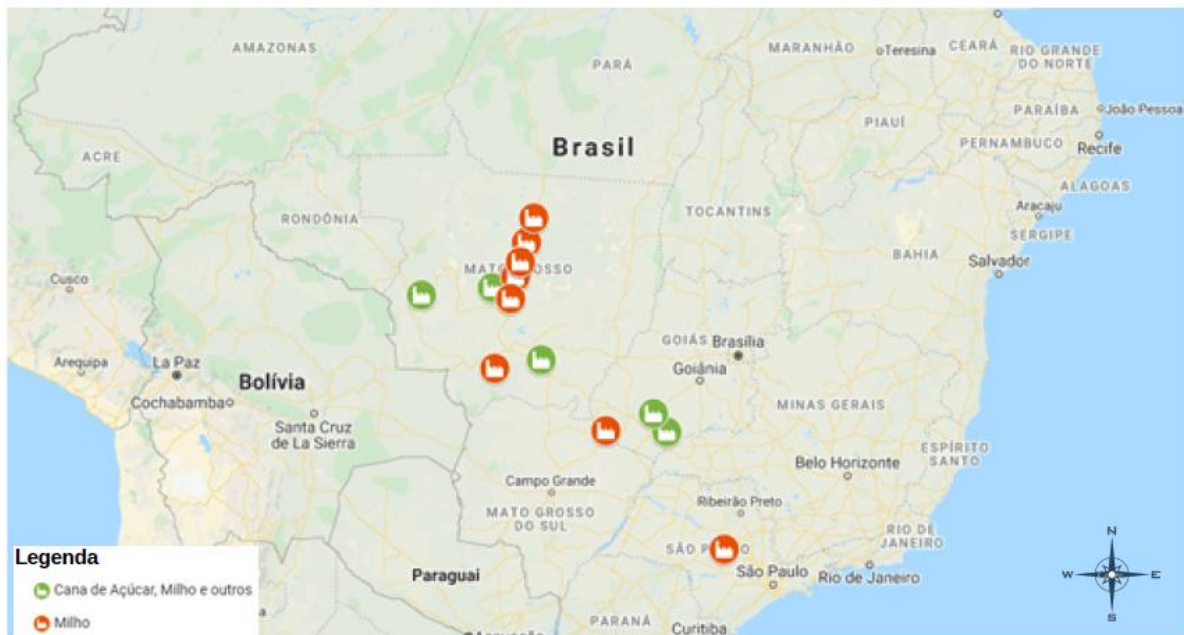 AMAZONAS
PARÁ
MARANHÃO
Teresina
CEARÁ
RIO GRANDE
DO NORTE
PARAÍBA
João Pessoa
PIAUÍ
PERNAMBUCO
Recife
Brasil
ACRE
ALAGOAS
RONDÔNIA
TOCANTINS
Aracaju
SERGIPE
BAHIA
Salvador
MATO GROSSO
Cusco
GOIÁS
Brasília
Arequipa
La Paz
Goiânia
Bolívia
Cochabamba
MINAS GERAIS
Santa Cruz
de La Sierra
ESPÍRITO
SANTO
Belo Horizonte
Campo Grande
Ribeirão Preto
MATO GROSSO
DO SUL
RIO DE
JANEIRO
N
SÃO
São Paulo
Rio de Janeiro
W
E
S
Paraguai
PARANÁ
Curitiba
Legenda
Cana de Açúcar, Milho e outros
Milho